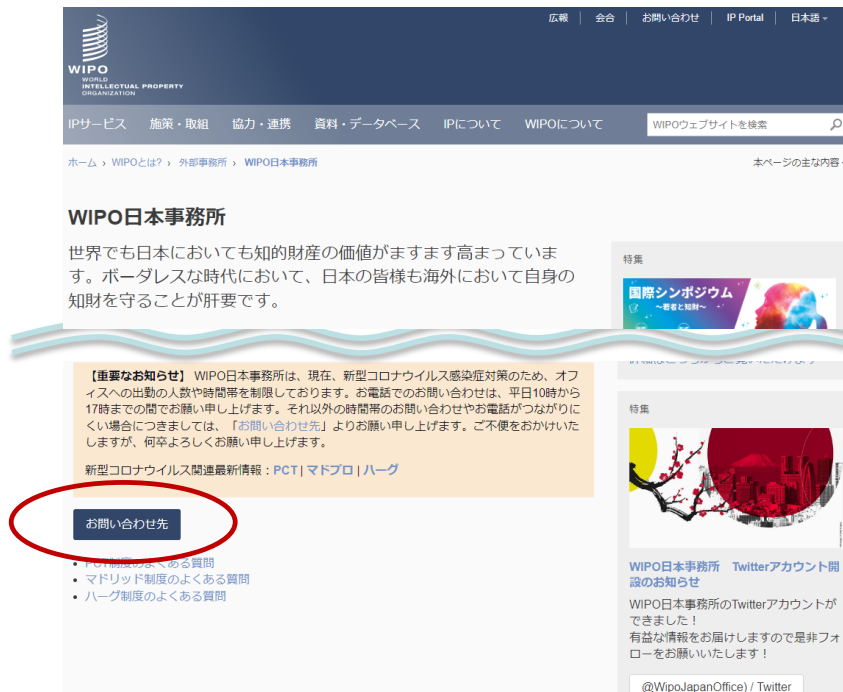 広報 | 会合 | お問い合わせ | IP Portal | 日本語
WIPO
WORLD
INTELLECTUAL PROPERTY
ORGANIZATION
IPサービス 施策・取組 協力・連携 資料・データベース IPについて WIPOについて WIPOウェブサイトを検索
ホーム › WIPOとは? › 外部事務所 › WIPO日本事務所 本ページの主な内容
WIPO日本事務所
世界でも日本においても知的財産の価値がますます高まっていま
す。ボーダレスな時代において、日本の皆様も海外において自身の
知財を守ることが肝要です。
特集
国際シンポジウム
~若者と知財~
【重要なお知らせ】 WIPO日本事務所は、現在、新型コロナウイルス感染症対策のため、オフ
ィスへの出勤の人数や時間帯を制限しております。お電話でのお問い合わせは、平日10時から
17時までの間でお願い申し上げます。それ以外の時間帯のお問い合わせやお電話がつながりに
くい場合につきましては、「お問い合わせ先」よりお願い申し上げます。ご不便をおかけいた
しますが、何卒よろしくお願い申し上げます。
新型コロナウイルス関連最新情報:PCT | マドプロ | ハーグ
お問い合わせ先
• PCT制度のよくある質問
• マドリッド制度のよくある質問
• ハーグ制度のよくある質問
特集
WIPO日本事務所 Twitterアカウント開
設のお知らせ
WIPO日本事務所のTwitterアカウントが
できました!
有益な情報をお届けしますので是非フォ
ローをお願いいたします!
@WipoJapanOffice) / Twitter